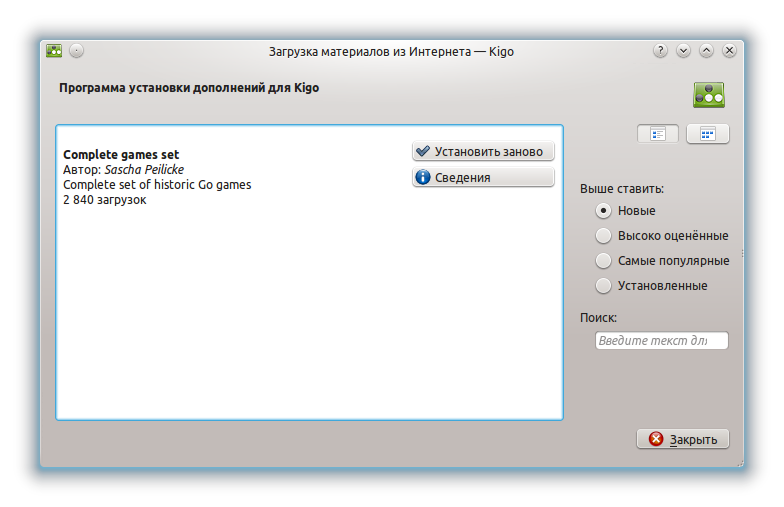 Загрузка материалов из Интернета — Kigo
Программа установки дополнений для Kigo
Complete games set
Автор: Sascha Peilicke
Complete set of historic Go games
2 840 загрузок
Установить заново
Сведения
Выше ставить:
Новые
Высоко оценённые
Самые популярные
Установленные
Поиск:
Введите текст для
Закрыть